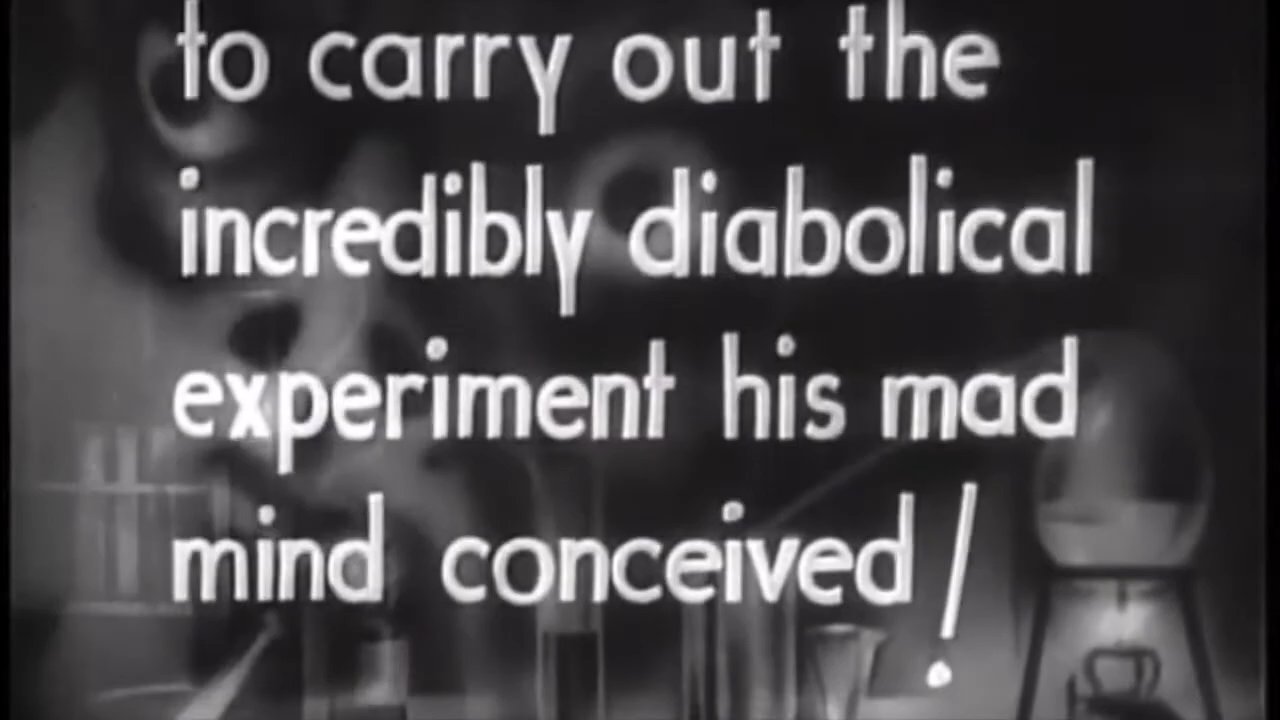 to carry out the
incredibly diabolical
experiment his mad
mind conceived!